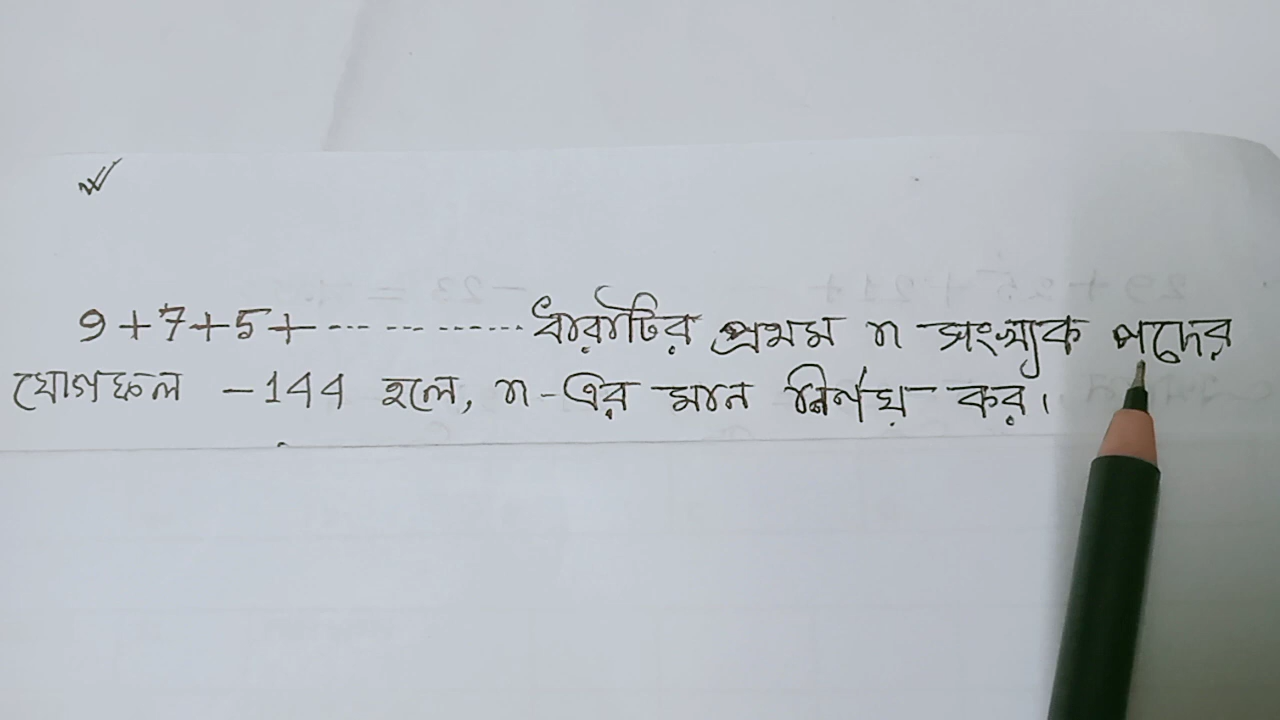 9+7+5+ ... ... ...... ধারাটির প্রথম n সংখ্যক পদের
যোগফল -144 হলে, n-এর মান নির্ণয় কর।